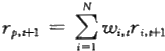 r_{p,t+1} = \sum_{i=1}^{N} w_{i,t} r_{i,t+1}